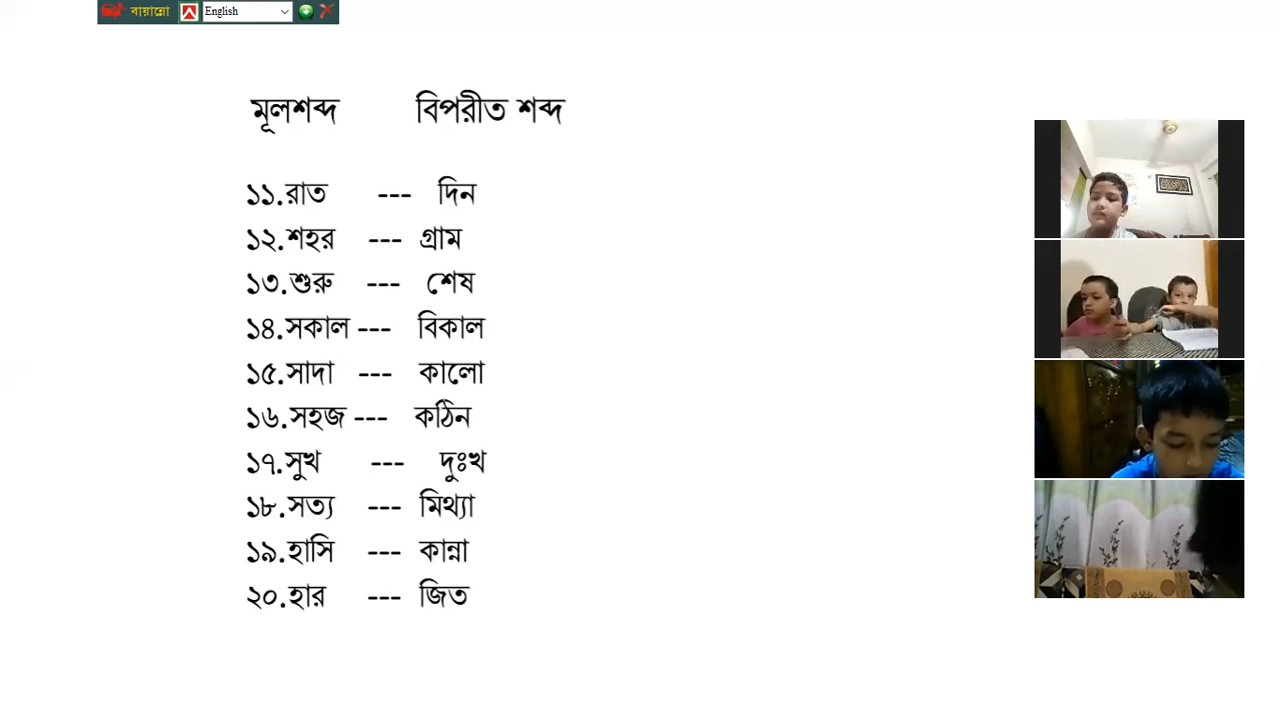 বায়ান্নো English
মূলশব্দ বিপরীত শব্দ
১১.রাত --- দিন
১২.শহর --- গ্রাম
১৩.শুরু --- শেষ
১৪.সকাল --- বিকাল
১৫.সাদা --- কালো
১৬.সহজ --- কঠিন
১৭.সুখ --- দুঃখ
১৮.সত্য --- মিথ্যা
১৯.হাসি --- কান্না
২০.হার --- জিত